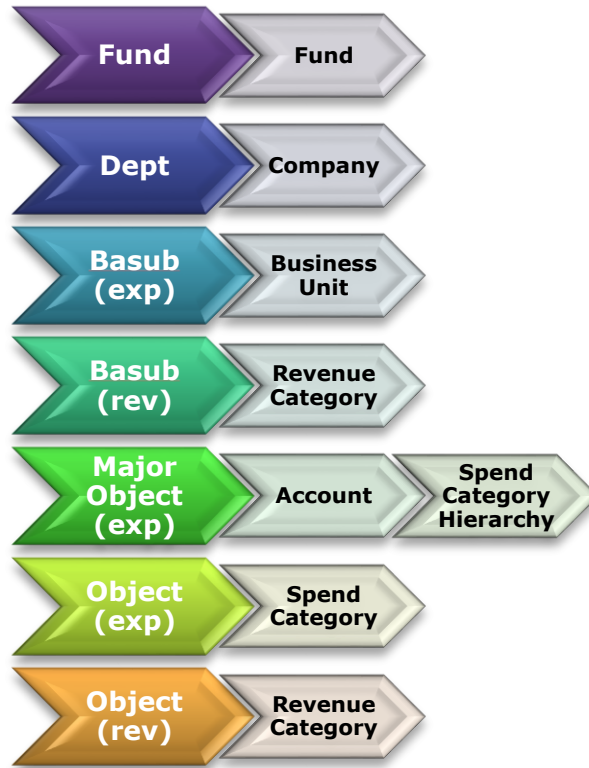 Fund
Fund
Dept
Company
Basub
(exp)
Business
Unit
Basub
(rev)
Revenue
Category
Major
Object
(exp)
Account
Spend
Category
Hierarchy
Object
(exp)
Spend
Category
Object
(rev)
Revenue
Category